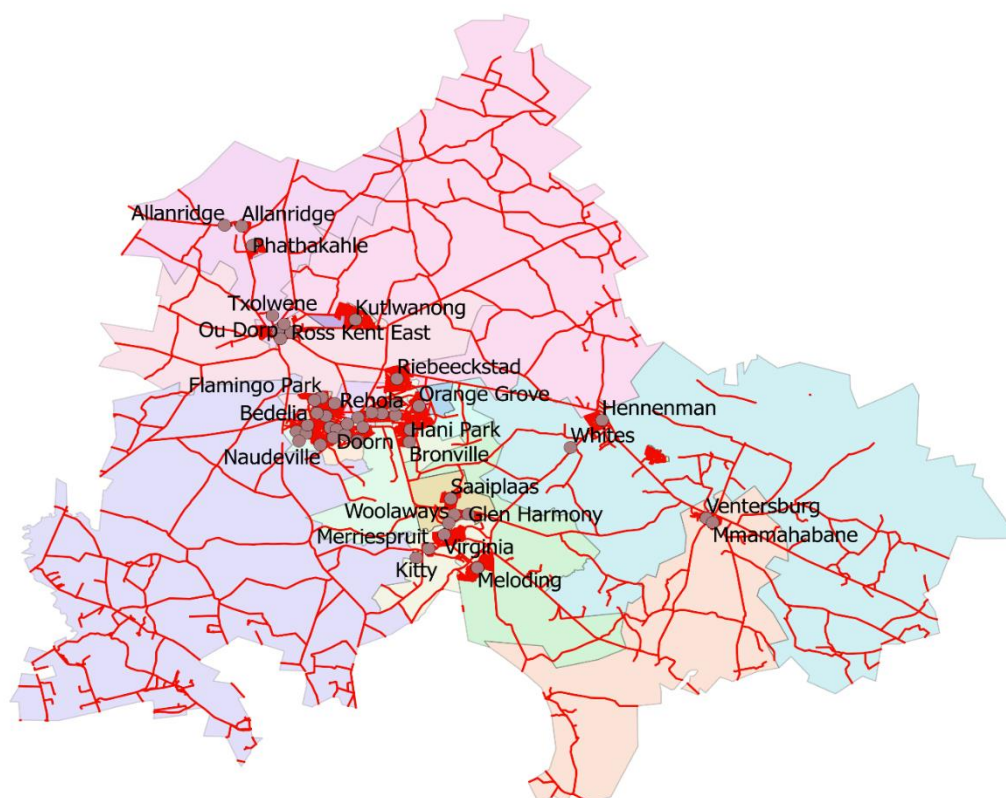 Allanridge
Allanridge
Phathakahle
Txolwene
Kutlwanong
Ou Dorp
Ross Kent East
Riebeeckstad
Flamingo Park
Rehola
Orange Grove
Bedelia
Hennenman
Doorn
Hani Park
Whites
Naudeville
Bronville
Saaiplaas
Woolaways
Glen Harmony
Ventersburg
Merriespruit
Mmamahabane
Virginia
Kitty
Meloding